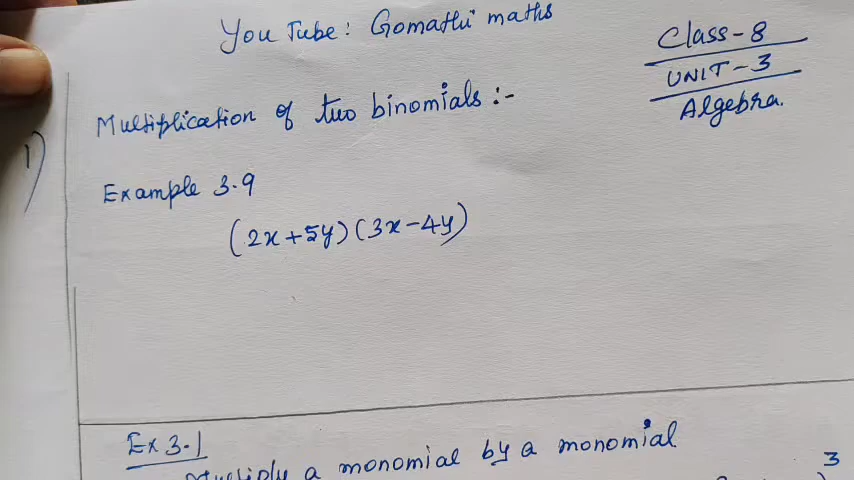 You Tube: Gomathi maths
Class-8
UNIT-3
Algebra.
Multiplication of two binomials :-
1)
Example 3.9
(2x+5y)(3x-4y)
Ex 3.1
Multiply a monomial by a monomial
3